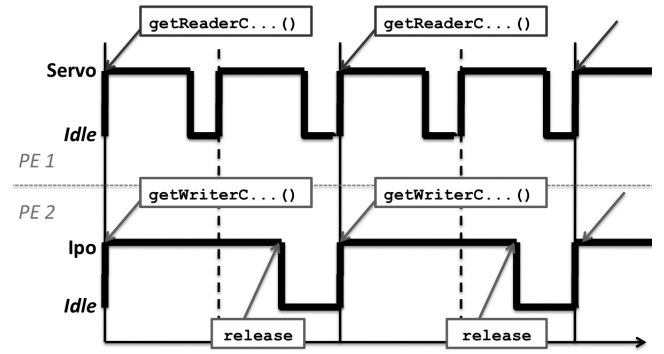 getReaderC...()
getReaderC...()
Servo
Idle
PE 1
PE 2
getWriterC...()
getWriterC...()
Ipo
Idle
release
release